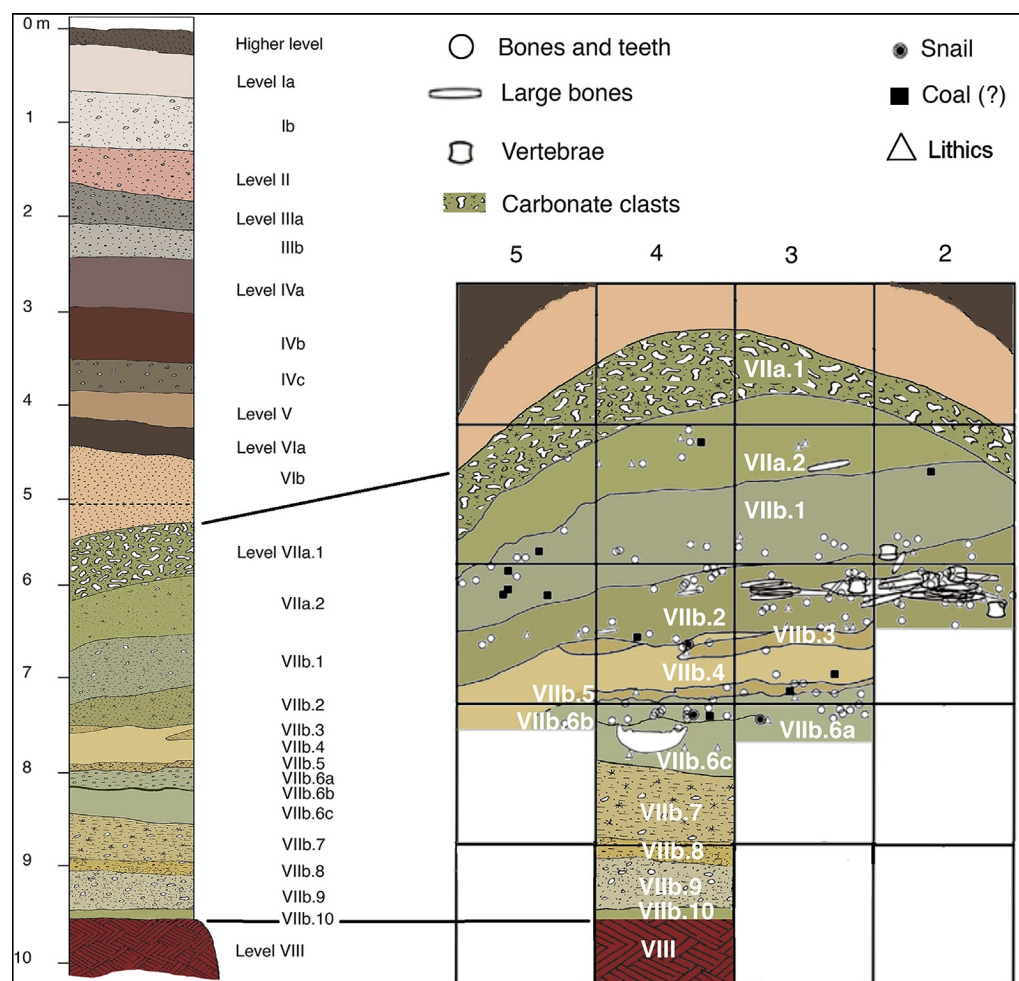 0 m
1
2
3
4
5
6
7
8
9
10
Higher level
Level Ia
Ib
Level II
Level IIIa
IIIb
Level IVa
IVb
IVc
Level V
Level VIa
VIb
Level VIIa.1
VIIa.2
VIIb.1
VIIb.2
VIIb.3
VIIb.4
VIIb.5
VIIb.6a
VIIb.6b
VIIb.6c
VIIb.7
VIIb.8
VIIb.9
VIIb.10
Level VIII
Bones and teeth
Large bones
Vertebrae
Carbonate clasts
Snail
Coal (?)
Lithics
5 4 3 2
VIIa.1
VIIa.2
VIIb.1
VIIb.2
VIIb.3
VIIb.4
VIIb.5
VIIb.6b
VIIb.6a
VIIb.6c
VIIb.7
VIIb.8
VIIb.9
VIIb.10
VIII